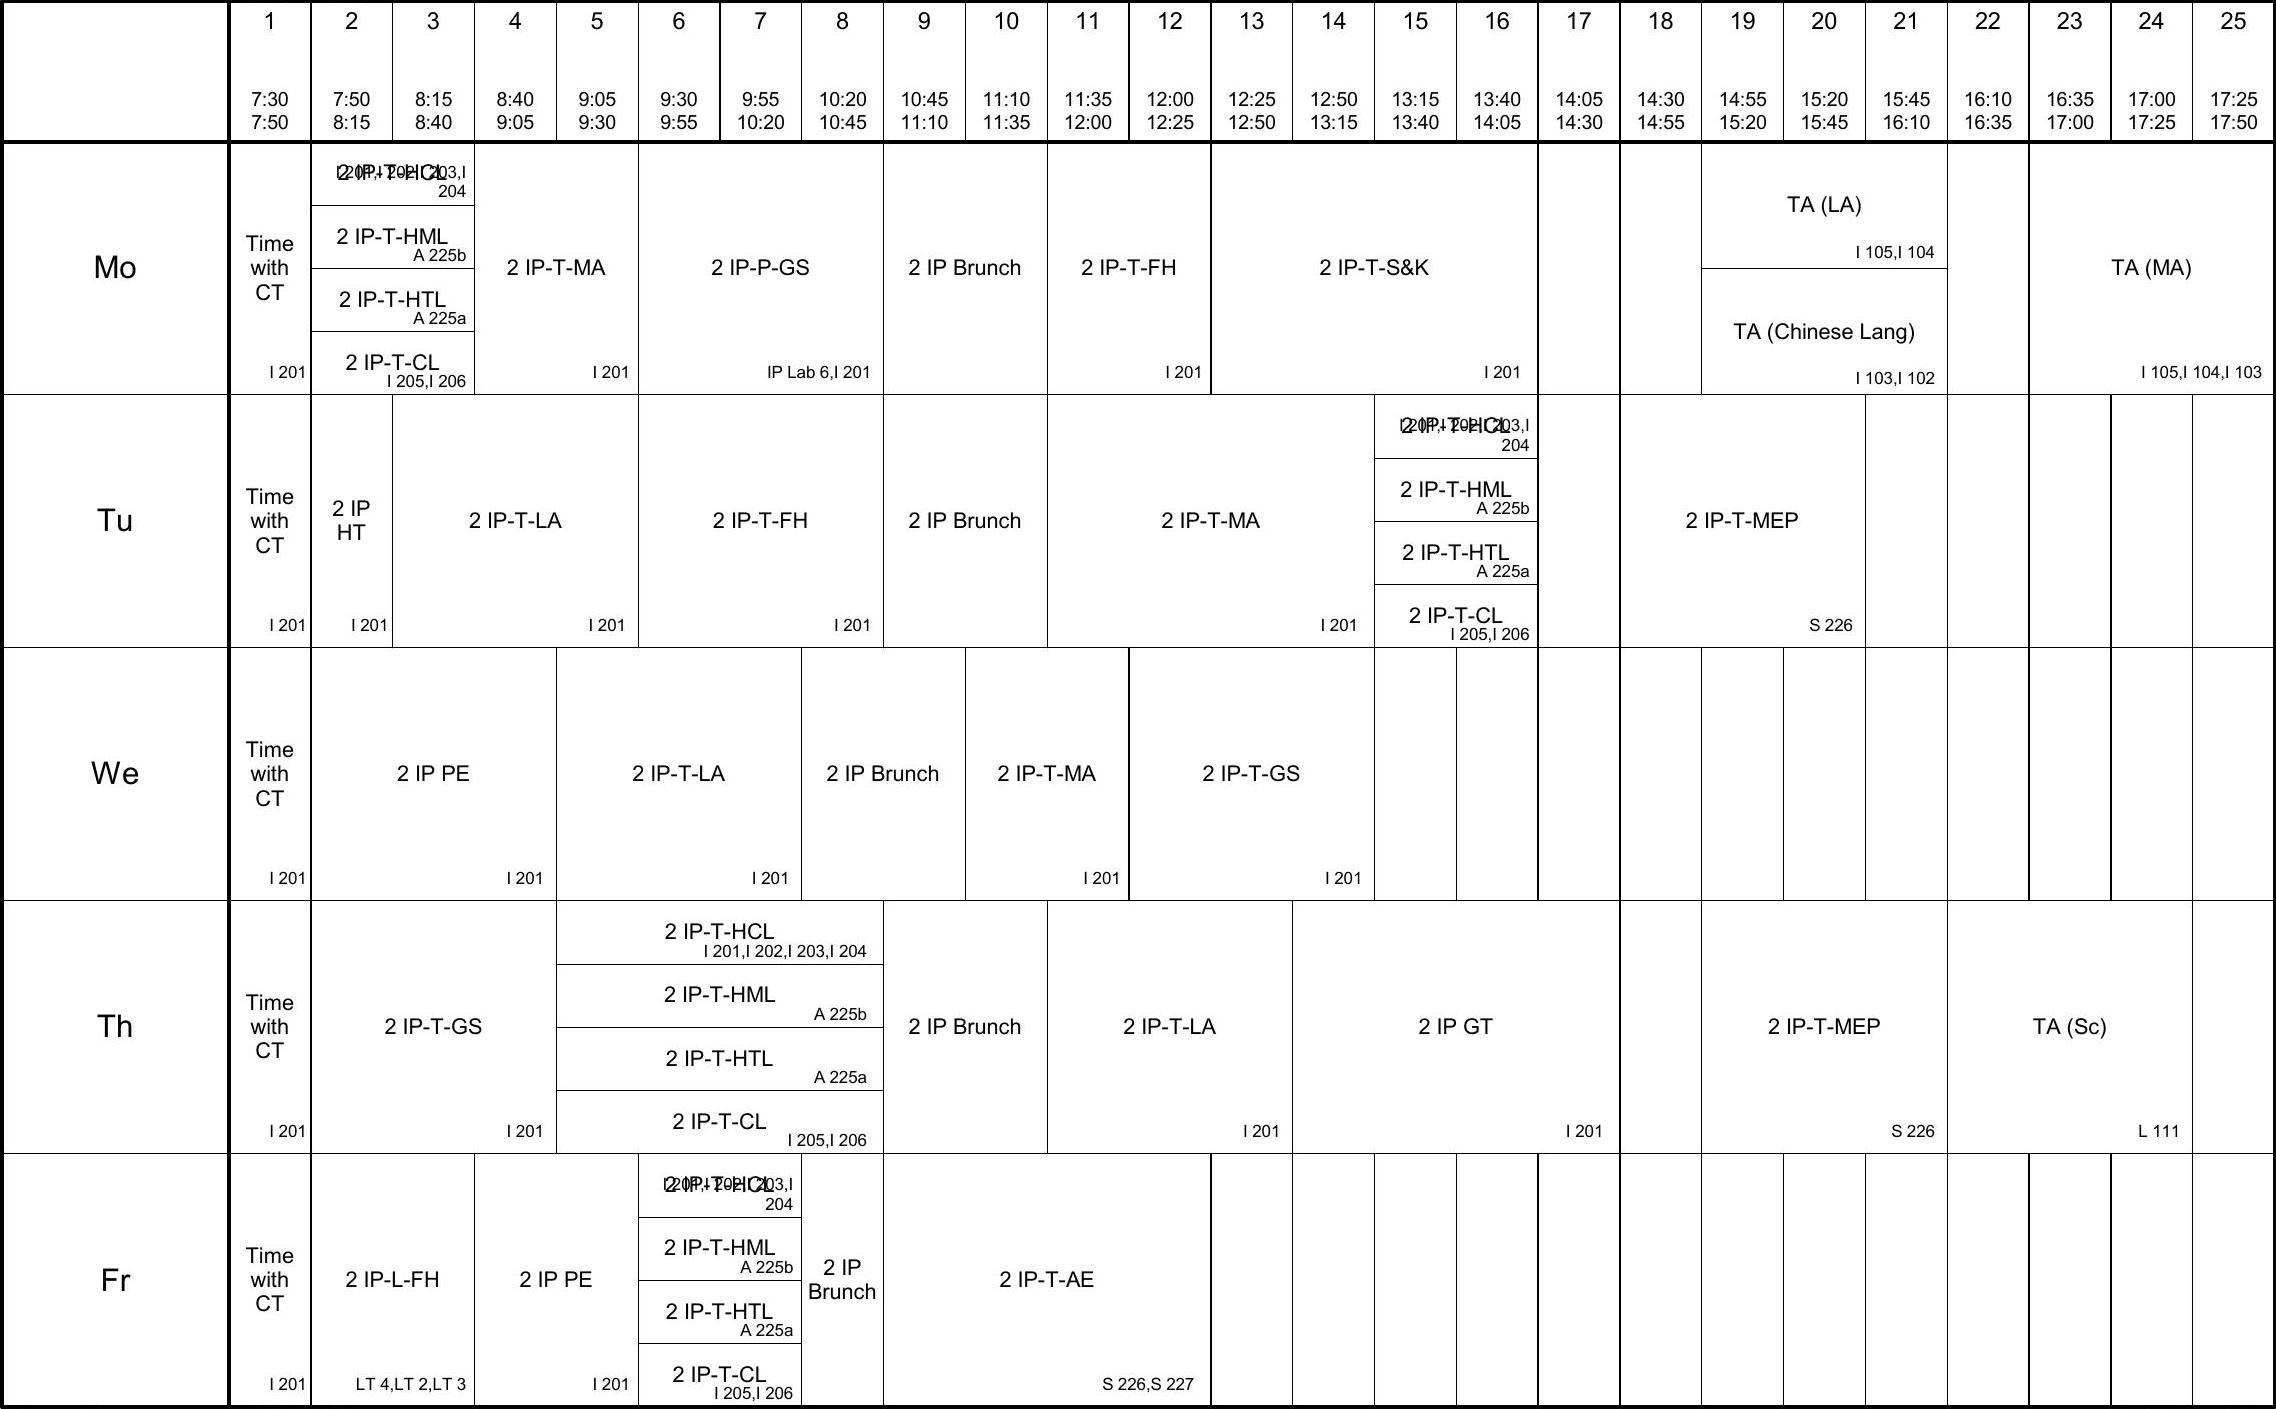 1 2 3 4 5 6 7 8 9 10 11 12 13 14 15 16 17 18 19 20 21 22 23 24 25
7:30 7:50 8:15 8:40 9:05 9:30 9:55 10:20 10:45 11:10 11:35 12:00 12:25 12:50 13:15 13:40 14:05 14:30 14:55 15:20 15:45 16:10 16:35 17:00 17:25
7:50 8:15 8:40 9:05 9:30 9:55 10:20 10:45 11:10 11:35 12:00 12:25 12:50 13:15 13:40 14:05 14:30 14:55 15:20 15:45 16:10 16:35 17:00 17:25 17:50
Mo
Time
with
CT
I 201
2 IP-T-HCL
I 201,I 202,I 203,I
204
2 IP-T-HML
A 225b
2 IP-T-HTL
A 225a
2 IP-T-CL
I 205,I 206
2 IP-T-MA
I 201
2 IP-P-GS
IP Lab 6,I 201
2 IP Brunch
2 IP-T-FH
I 201
2 IP-T-S&K
I 201
TA (LA)
I 105,I 104
TA (Chinese Lang)
I 103,I 102
TA (MA)
I 105,I 104,I 103
Tu
Time
with
CT
I 201
2 IP
HT
I 201
2 IP-T-LA
I 201
2 IP-T-FH
I 201
2 IP Brunch
2 IP-T-MA
I 201
2 IP-T-HCL
I 201,I 202,I 203,I
204
2 IP-T-HML
A 225b
2 IP-T-HTL
A 225a
2 IP-T-CL
I 205,I 206
2 IP-T-MEP
S 226
We
Time
with
CT
I 201
2 IP PE
I 201
2 IP-T-LA
I 201
2 IP Brunch
2 IP-T-MA
I 201
2 IP-T-GS
I 201
Th
Time
with
CT
I 201
2 IP-T-GS
I 201
2 IP-T-HCL
I 201,I 202,I 203,I 204
2 IP-T-HML
A 225b
2 IP-T-HTL
A 225a
2 IP-T-CL
I 205,I 206
2 IP Brunch
2 IP-T-LA
I 201
2 IP GT
I 201
2 IP-T-MEP
S 226
TA (Sc)
L 111
Fr
Time
with
CT
I 201
2 IP-L-FH
LT 4,LT 2,LT 3
2 IP PE
I 201
2 IP-T-HCL
I 201,I 202,I 203,I
204
2 IP-T-HML
A 225b
2 IP-T-HTL
A 225a
2 IP-T-CL
I 205,I 206
2 IP
Brunch
2 IP-T-AE
S 226,S 227